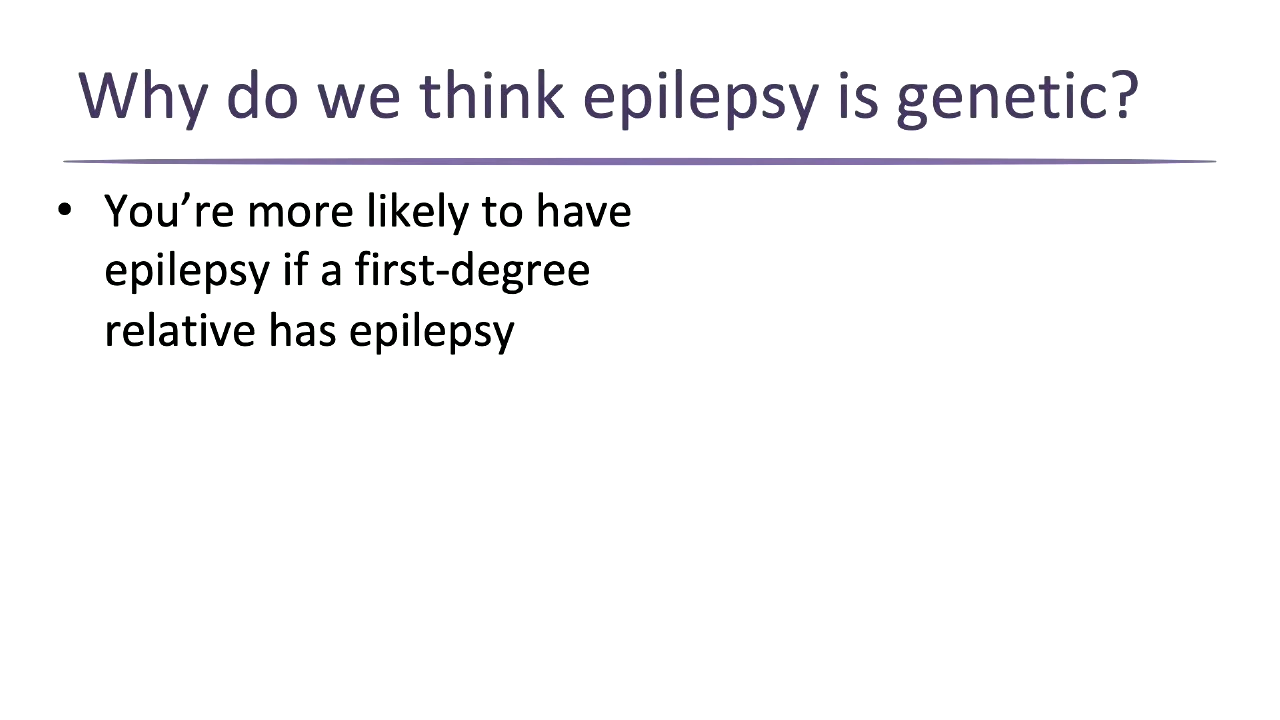 Why do we think epilepsy is genetic?
• You’re more likely to have
epilepsy if a first-degree
relative has epilepsy